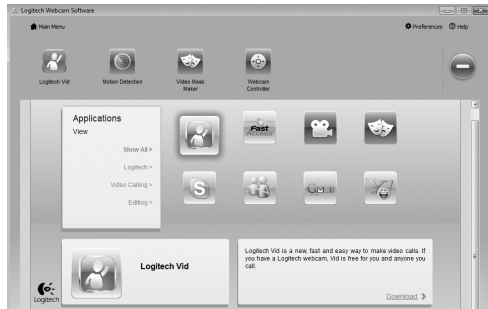 Logitech Webcam Software
Main Menu
Preferences
Help
Logitech Vid
Motion Detection
Video Mask
Maker
Webcam
Controller
Applications
View
Show All >
Logitech >
Video Calling >
Editing >
Fast
Access
Logitech Vid
Logitech Vid is a new, fast and easy way to make video calls. If
you have a Logitech webcam, Vid is free for you and anyone you
call.
Download >
Logitech